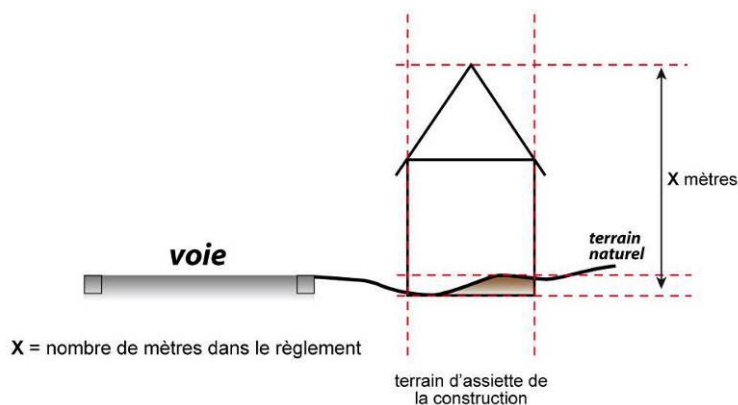 voie
terrain
naturel
X mètres
X = nombre de mètres dans le règlement
terrain d'assiette de
la construction